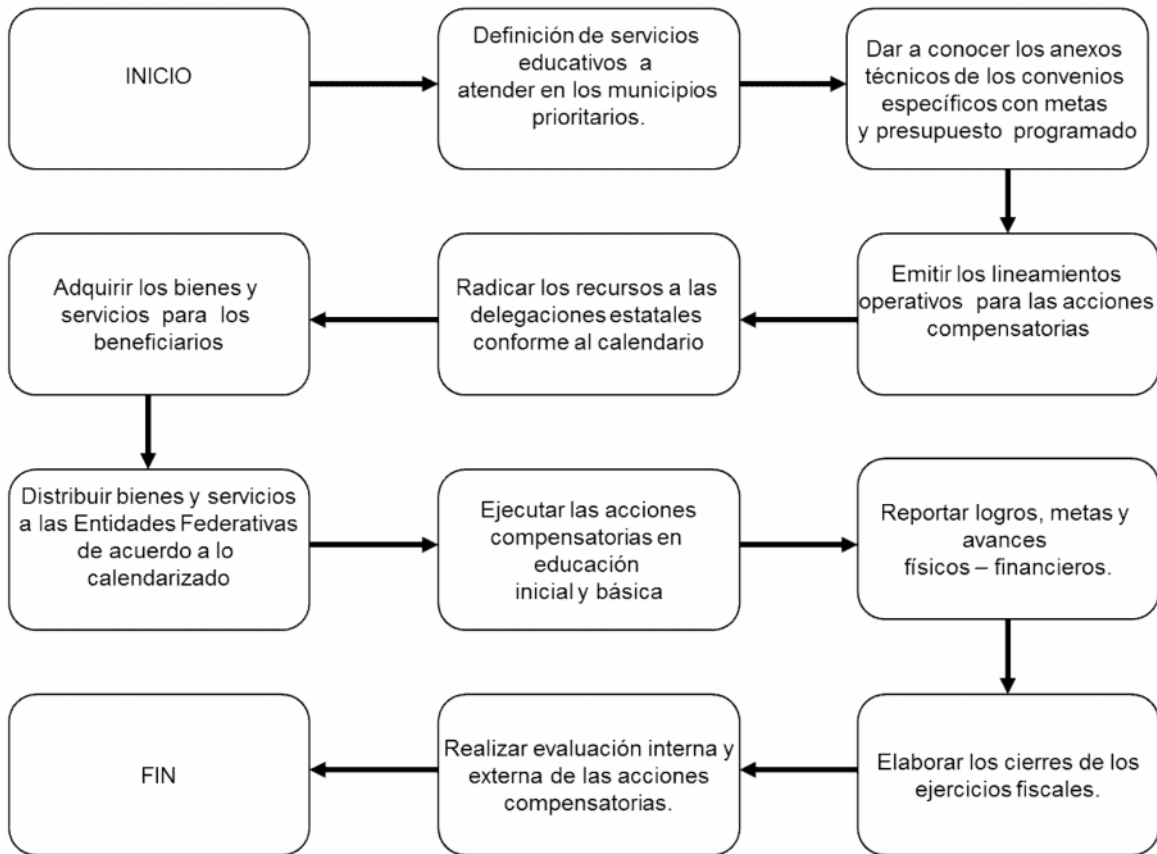 INICIO
Definición de servicios
educativos a
atender en los municipios
prioritarios.
Dar a conocer los anexos
técnicos de los convenios
específicos con metas
y presupuesto programado
Emitir los lineamientos
operativos para las acciones
compensatorias
Radicar los recursos a las
delegaciones estatales
conforme al calendario
Adquirir los bienes y
servicios para los
beneficiarios
Distribuir bienes y servicios
a las Entidades Federativas
de acuerdo a lo
calendarizado
Ejecutar las acciones
compensatorias en
educación
inicial y básica
Reportar logros, metas y
avances
físicos – financieros.
Elaborar los cierres de los
ejercicios fiscales.
Realizar evaluación interna y
externa de las acciones
compensatorias.
FIN